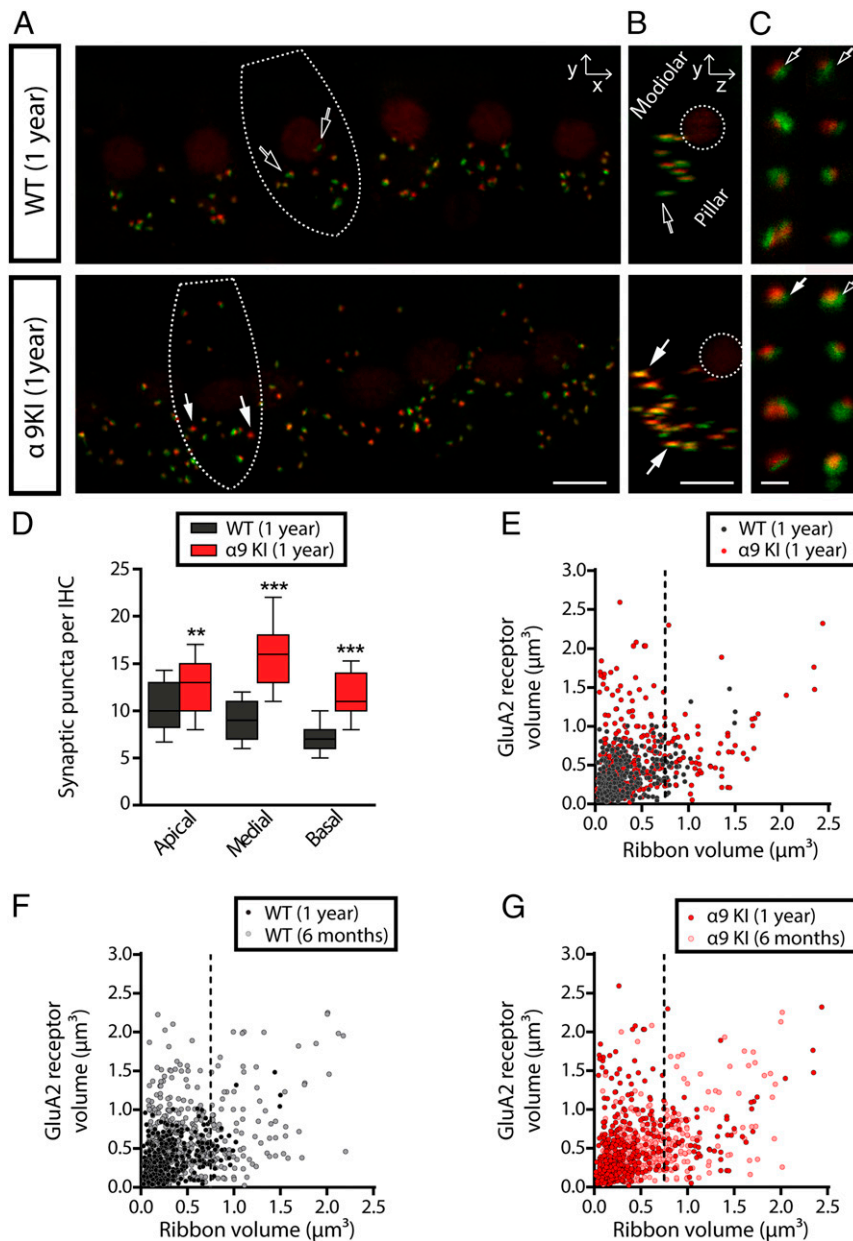 A
B
C
WT (1 year)
y
x
Modiolar
y
z
Pillar
α9KI (1year)
D
WT (1 year)
α9 KI (1 year)
Synaptic puncta per IHC
25
20
15
10
5
0
**
***
***
Apical
Medial
Basal
E
WT (1 year)
α9 KI (1 year)
GluA2 receptor
volume (μm³)
3.0
2.5
2.0
1.5
1.0
0.5
0.0
0.0 0.5 1.0 1.5 2.0 2.5
Ribbon volume (μm³)
F
WT (1 year)
WT (6 months)
GluA2 receptor
volume (μm³)
3.0
2.5
2.0
1.5
1.0
0.5
0.0
0.0 0.5 1.0 1.5 2.0 2.5
Ribbon volume (μm³)
G
α9 KI (1 year)
α9 KI (6 months)
GluA2 receptor
volume (μm³)
3.0
2.5
2.0
1.5
1.0
0.5
0.0
0.0 0.5 1.0 1.5 2.0 2.5
Ribbon volume (μm³)